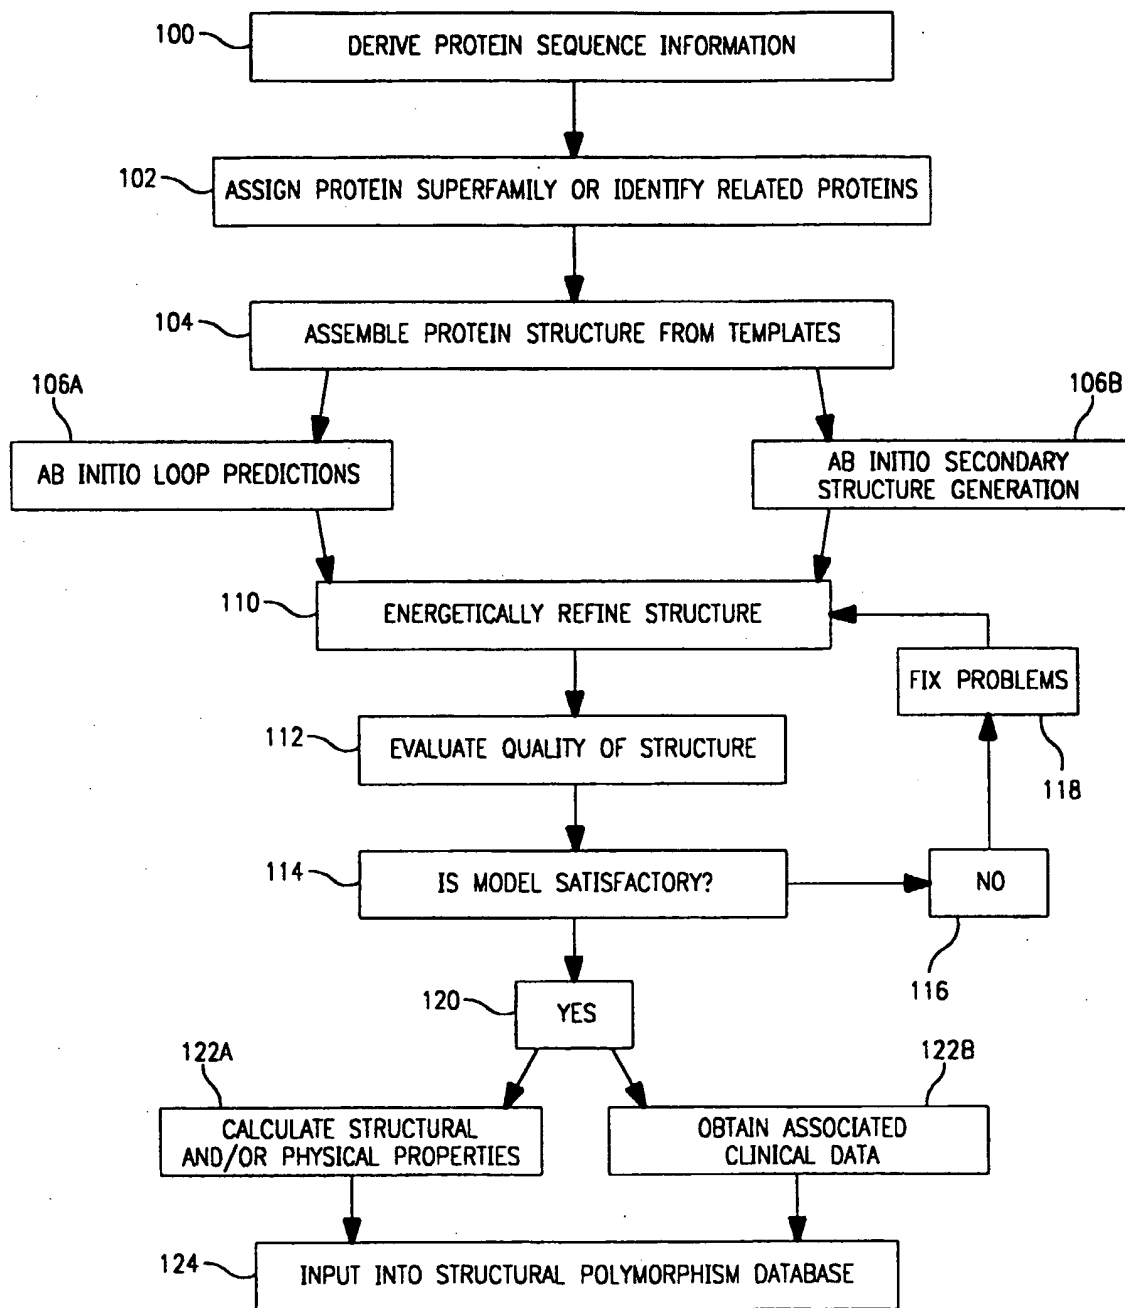 100
DERIVE PROTEIN SEQUENCE INFORMATION
102
ASSIGN PROTEIN SUPERFAMILY OR IDENTIFY RELATED PROTEINS
104
ASSEMBLE PROTEIN STRUCTURE FROM TEMPLATES
106A
106B
AB INITIO LOOP PREDICTIONS
AB INITIO SECONDARY
STRUCTURE GENERATION
110
ENERGETICALLY REFINE STRUCTURE
FIX PROBLEMS
118
112
EVALUATE QUALITY OF STRUCTURE
114
IS MODEL SATISFACTORY?
NO
116
120
YES
122A
122B
CALCULATE STRUCTURAL
AND/OR PHYSICAL PROPERTIES
OBTAIN ASSOCIATED
CLINICAL DATA
124
INPUT INTO STRUCTURAL POLYMORPHISM DATABASE